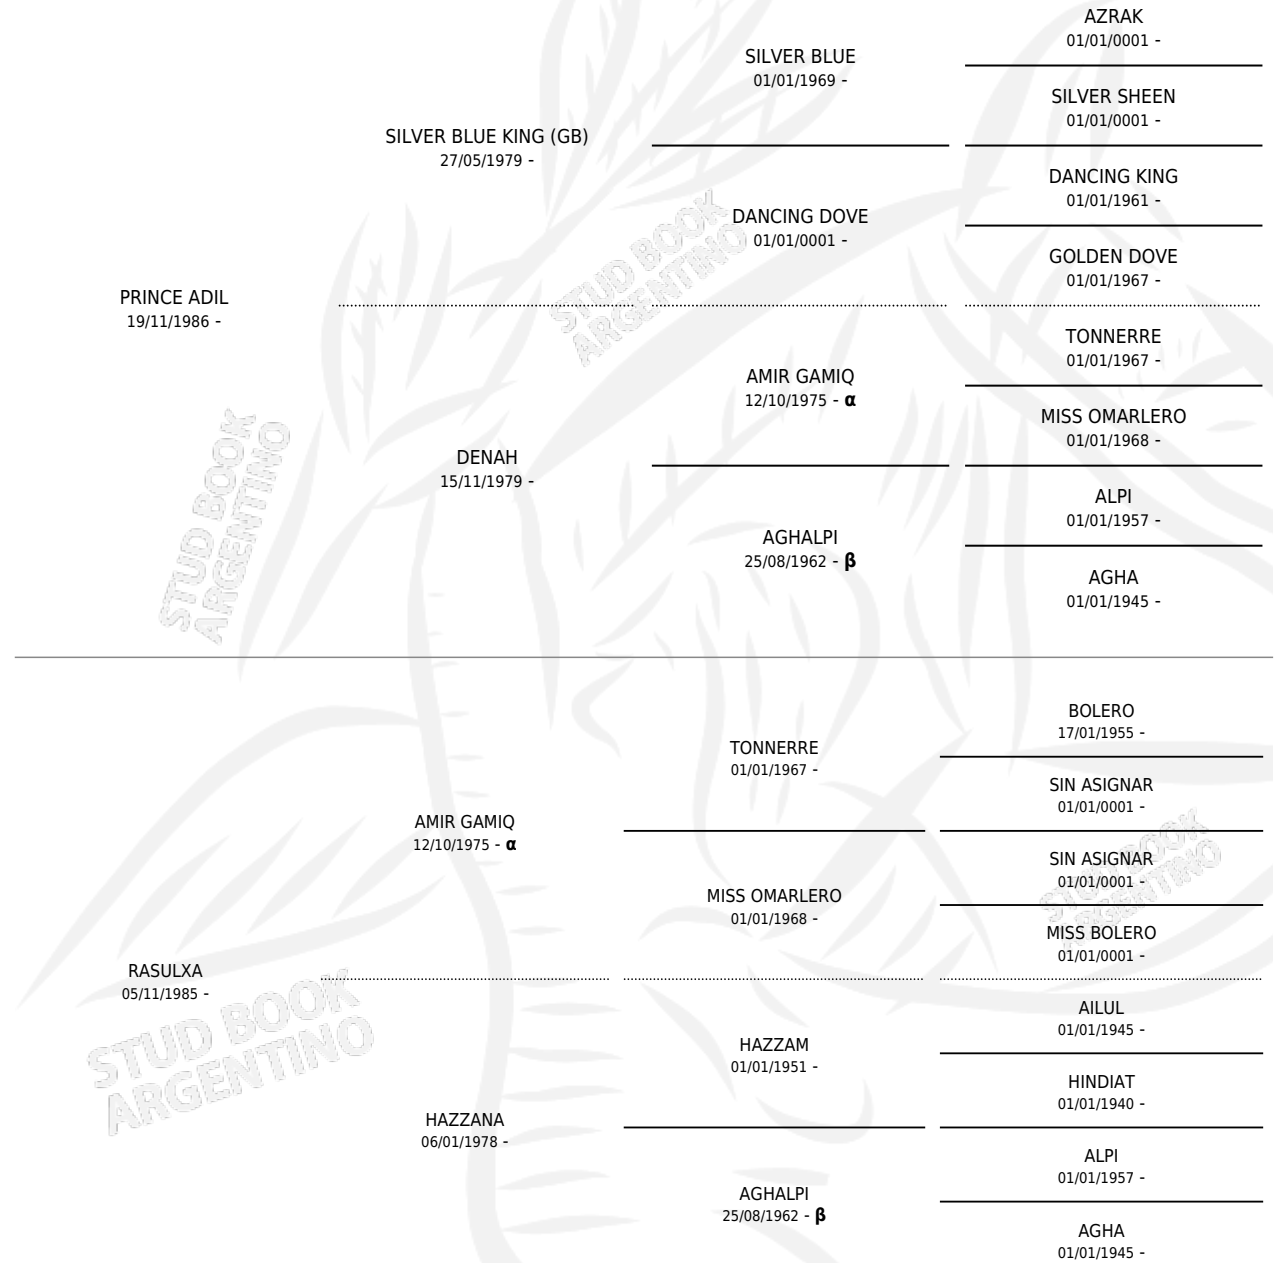 AZRAK
01/01/0001 -
SILVER BLUE
01/01/1969 -
SILVER SHEEN
01/01/0001 -
SILVER BLUE KING (GB)
27/05/1979 -
DANCING KING
01/01/1961 -
DANCING DOVE
01/01/0001 -
GOLDEN DOVE
01/01/1967 -
PRINCE ADIL
19/11/1986 -
TONNERRE
01/01/1967 -
AMIR GAMIQ
12/10/1975 - α
MISS OMARLERO
01/01/1968 -
DENAH
15/11/1979 -
ALPI
01/01/1957 -
AGHALPI
25/08/1962 - β
AGHA
01/01/1945 -
BOLERO
17/01/1955 -
TONNERRE
01/01/1967 -
SIN ASIGNAR
01/01/0001 -
AMIR GAMIQ
12/10/1975 - α
SIN ASIGNAR
01/01/0001 -
MISS OMARLERO
01/01/1968 -
MISS BOLERO
01/01/0001 -
RASULXA
05/11/1985 -
AILUL
01/01/1945 -
HAZZAM
01/01/1951 -
HINDIAT
01/01/1940 -
HAZZANA
06/01/1978 -
ALPI
01/01/1957 -
AGHALPI
25/08/1962 - β
AGHA
01/01/1945 -
STUD BOOK
ARGENTINO
STUD BOOK
ARGENTINO
STUD BOOK
ARGENTINO
STUD BOOK
ARGENTINO